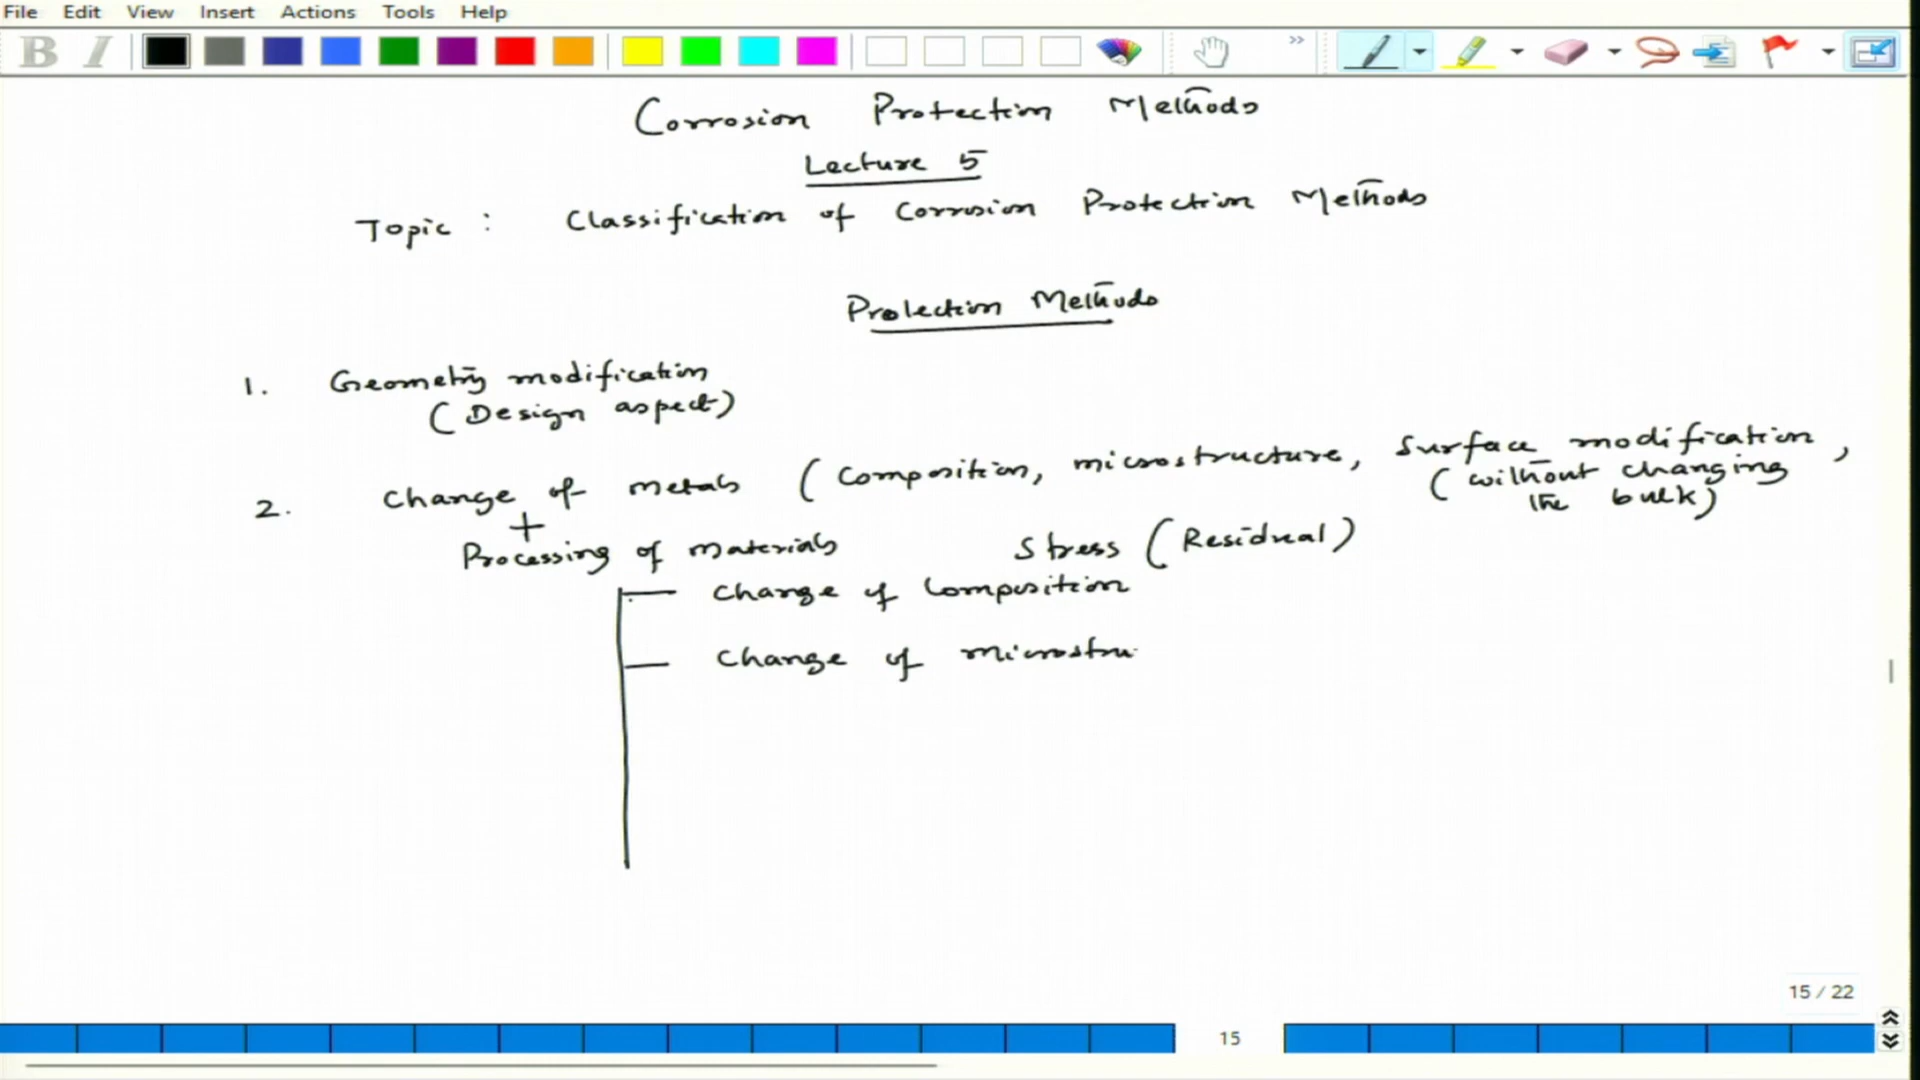 File Edit View Insert Actions Tools Help
B I
Corrosion Protection Methods
Lecture 5
Topic : Classification of Corrosion Protection Methods
Protection Methods
1. Geometry modification
(Design aspect)
2. Change of metals (Composition, microstructure, Surface modification,
(without changing
the bulk)
+
Processing of materials Stress (Residual)
Change of Composition
Change of microstru
15 / 22
15